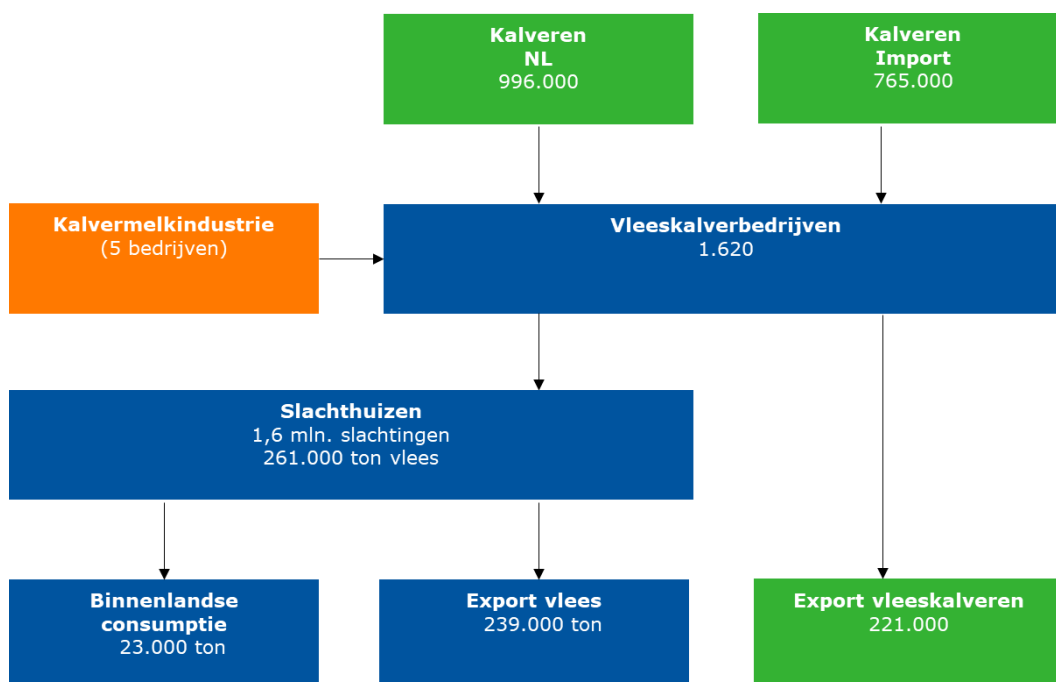 Kalveren
NL
996.000
Kalveren
Import
765.000
Kalvermelkindustrie
(5 bedrijven)
Vleeskalverbedrijven
1.620
Slachthuizen
1,6 mln. slachtingen
261.000 ton vlees
Binnenlandse
consumptie
23.000 ton
Export vlees
239.000 ton
Export vleeskalveren
221.000